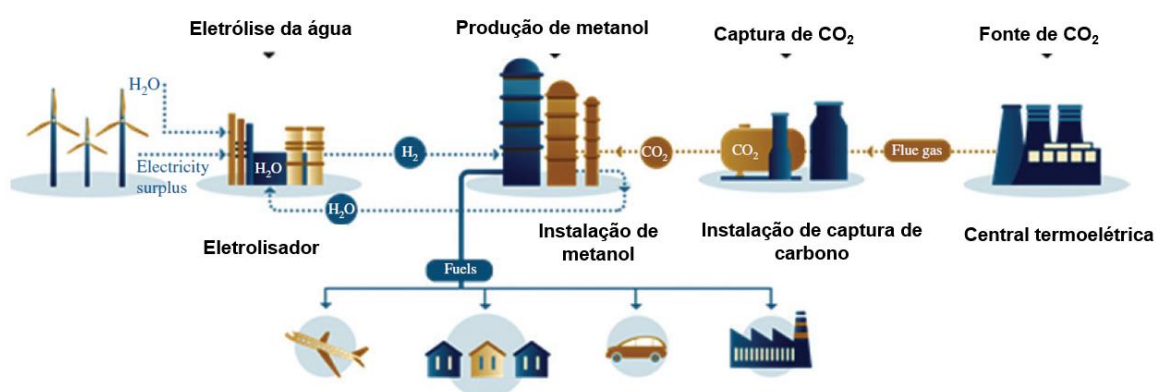 Eletrólise da água
Produção de metanol
Captura de CO₂
Fonte de CO₂
H₂O
Electricity
surplus
H₂O
H₂
CO₂
CO₂
Flue gas
H₂O
Eletrolisador
Instalação de
metanol
Instalação de captura de
carbono
Central termoelétrica
Fuels